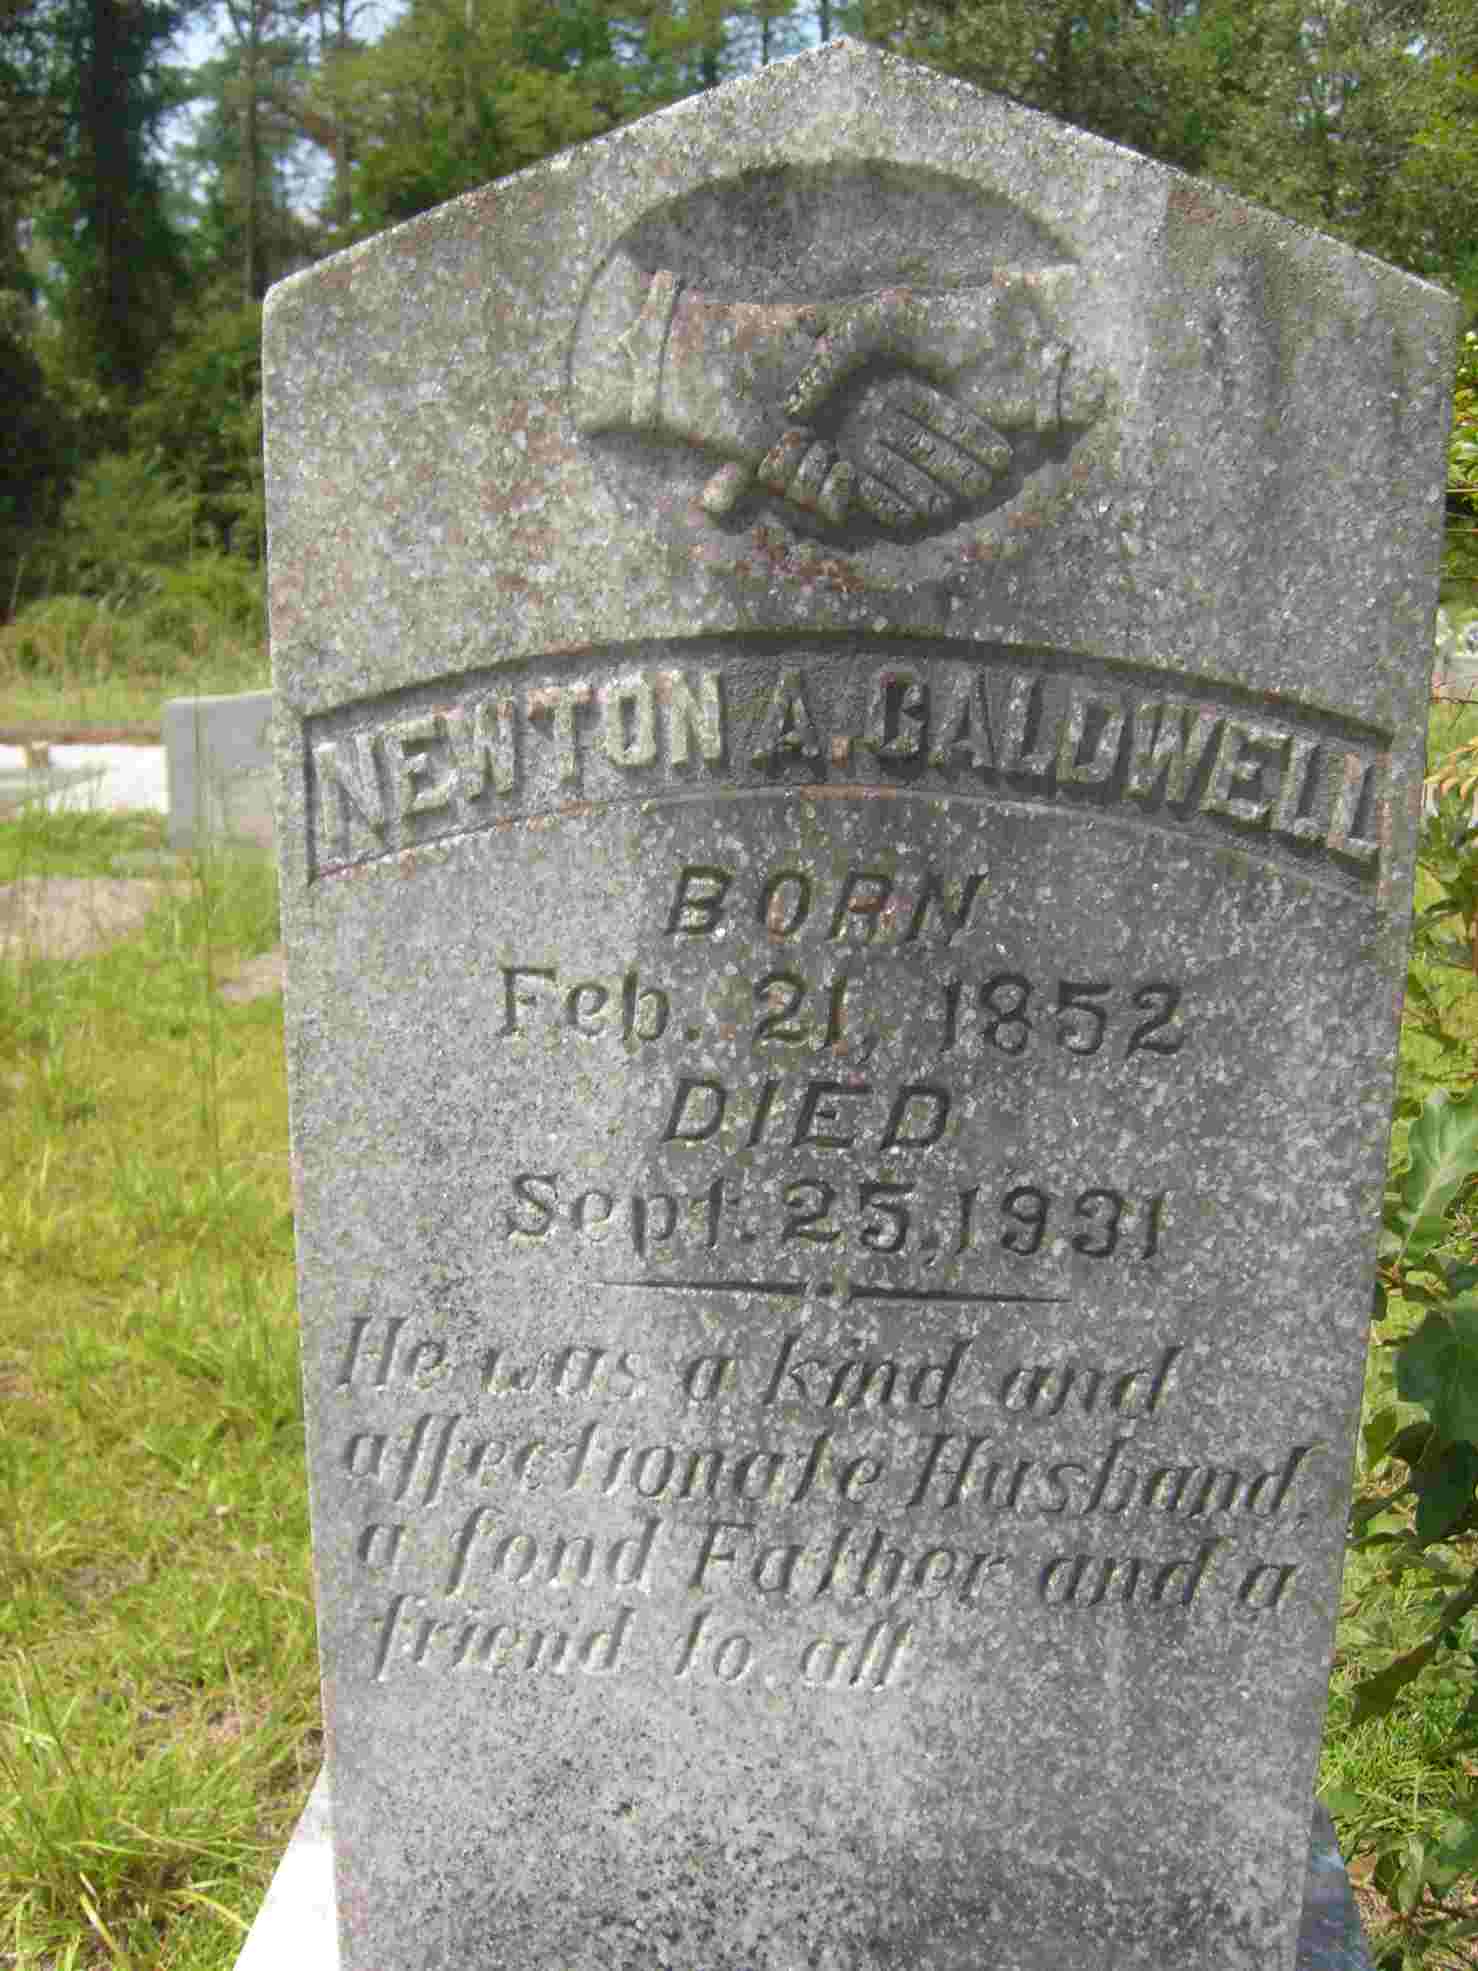 NEWTON A. CALDWELL
BORN
Feb. 21, 1852
DIED
Sept. 25, 1931
He was a kind and
affectionate Husband,
a fond Father and a
friend to all